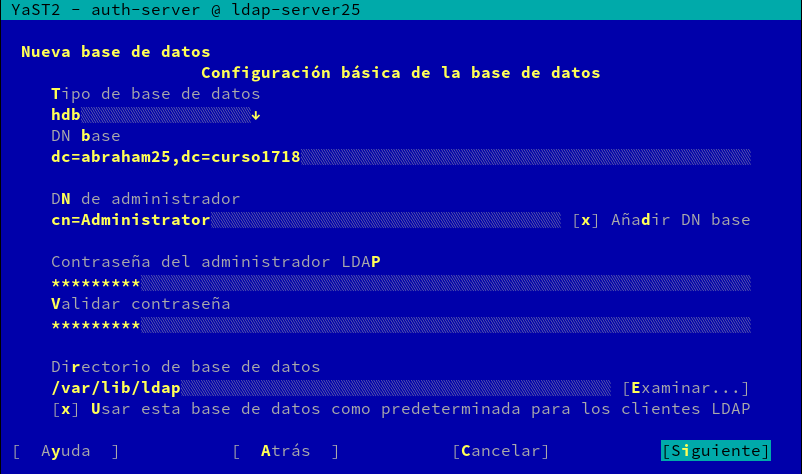 YaST2 - auth-server @ ldap-server25
Nueva base de datos
Configuración básica de la base de datos
Tipo de base de datos
hdb↓
DN base
dc=abraham25,dc=curso1718
DN de administrador
cn=Administrator [x] Añadir DN base
Contraseña del administrador LDAP
*********
Validar contraseña
*********
Directorio de base de datos
/var/lib/ldap [Examinar...]
[x] Usar esta base de datos como predeterminada para los clientes LDAP
[ Ayuda ] [ Atrás ] [Cancelar] [Siguiente]